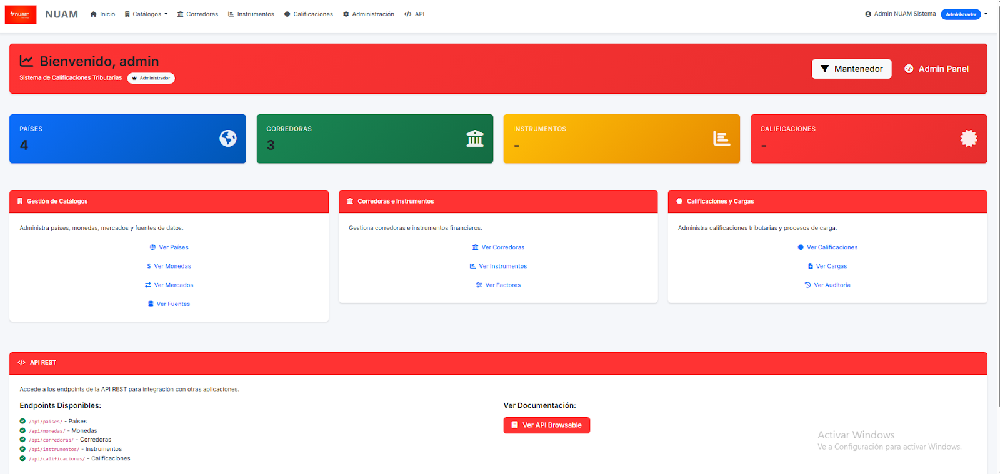 nuam
NUAM
Inicio
Catálogos
Corredoras
Instrumentos
Calificaciones
Administración
</> API
Admin NUAM Sistema
Administrador
Bienvenido, admin
Sistema de Calificaciones Tributarias
Administrador
Mantenedor
Admin Panel
PAÍSES
4
CORREDORAS
3
INSTRUMENTOS
-
CALIFICACIONES
-
Gestión de Catálogos
Administra países, monedas, mercados y fuentes de datos.
Ver Países
$ Ver Monedas
Ver Mercados
Ver Fuentes
Corredoras e Instrumentos
Gestiona corredoras e instrumentos financieros.
Ver Corredoras
Ver Instrumentos
Ver Factores
Calificaciones y Cargas
Administra calificaciones tributarias y procesos de carga.
Ver Calificaciones
Ver Cargas
Ver Auditoría
</> API REST
Accede a los endpoints de la API REST para integración con otras aplicaciones.
Endpoints Disponibles:
/api/paises/ - Países
/api/monedas/ - Monedas
/api/corredoras/ - Corredoras
/api/instrumentos/ - Instrumentos
/api/calificaciones/ - Calificaciones
Ver Documentación:
Ver API Browsable
Activar Windows
Ve a Configuración para activar Windows.